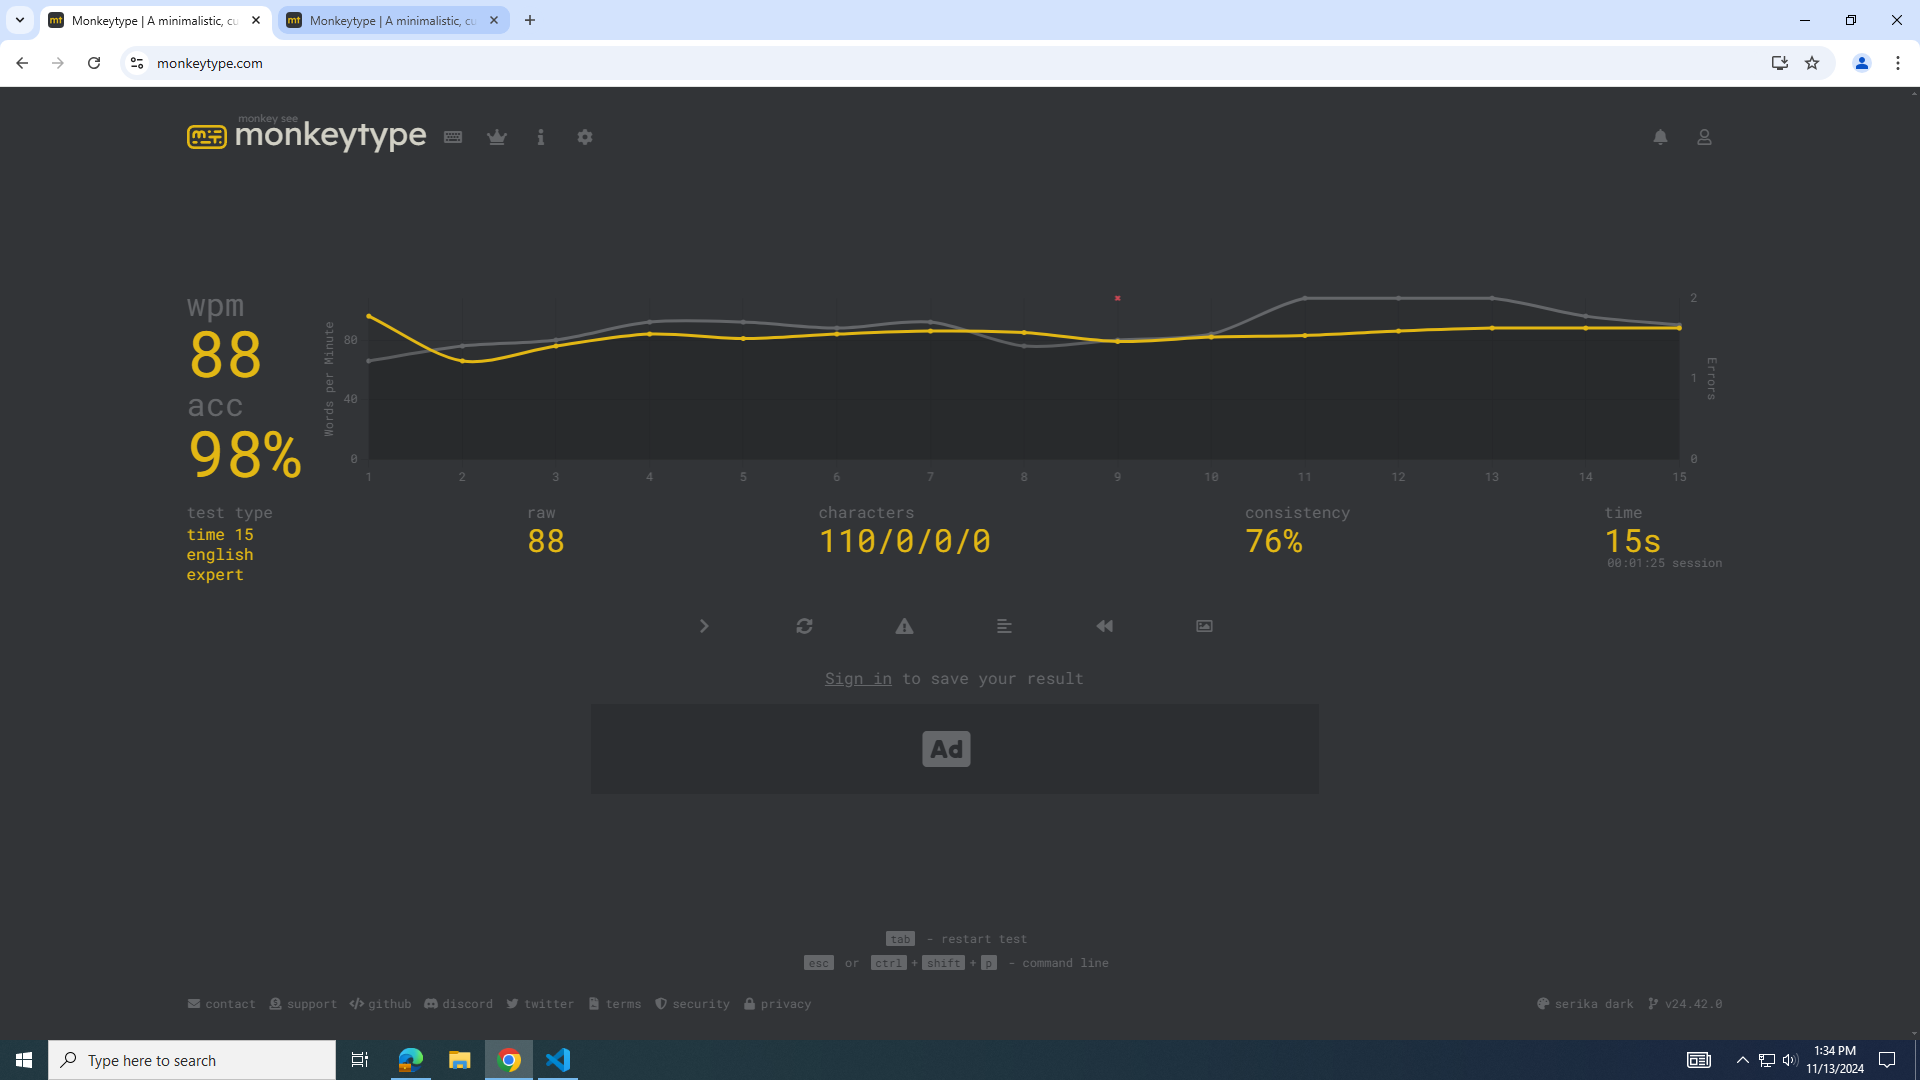 Monkeytype | A minimalistic, cu
Monkeytype | A minimalistic, cu
monkeytype.com
monkey see
monkeytype
wpm
88
acc
98%
Words per Minute
80
40
0
2
1
0
Errors
1 2 3 4 5 6 7 8 9 10 11 12 13 14 15
test type
time 15
english
expert
raw
88
characters
110/0/0/0
consistency
76%
time
15s
00:01:25 session
Sign in to save your result
Ad
tab - restart test
esc or ctrl + shift + p - command line
contact support github discord twitter terms security privacy
serika dark v24.42.0
Type here to search
1:34 PM
11/13/2024